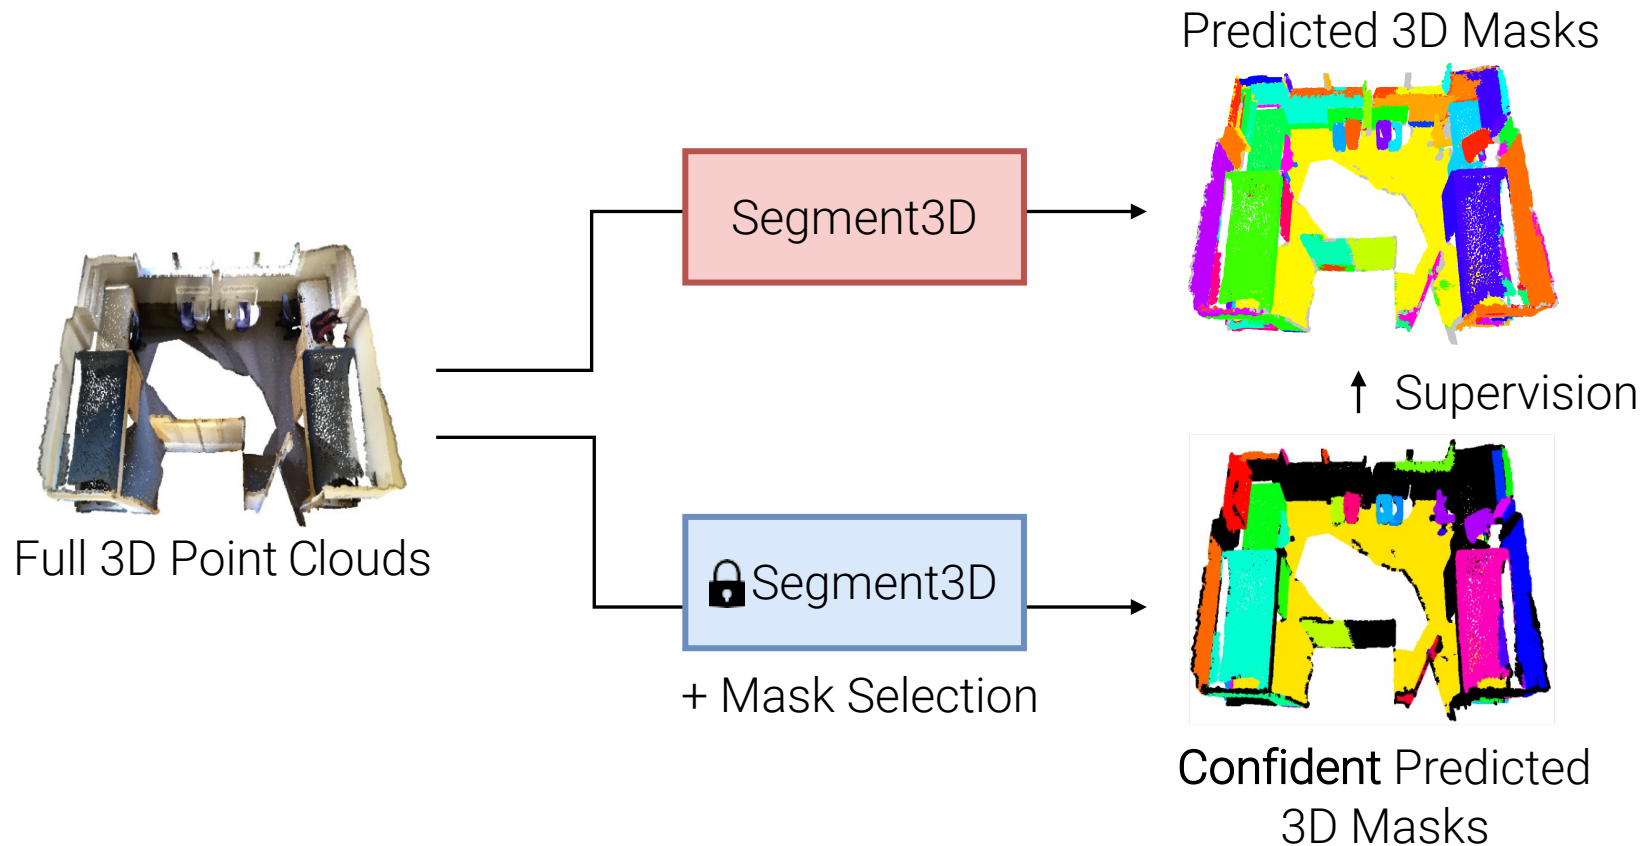 Predicted 3D Masks
Segment3D
Full 3D Point Clouds
Supervision
Segment3D
+ Mask Selection
Confident Predicted
3D Masks